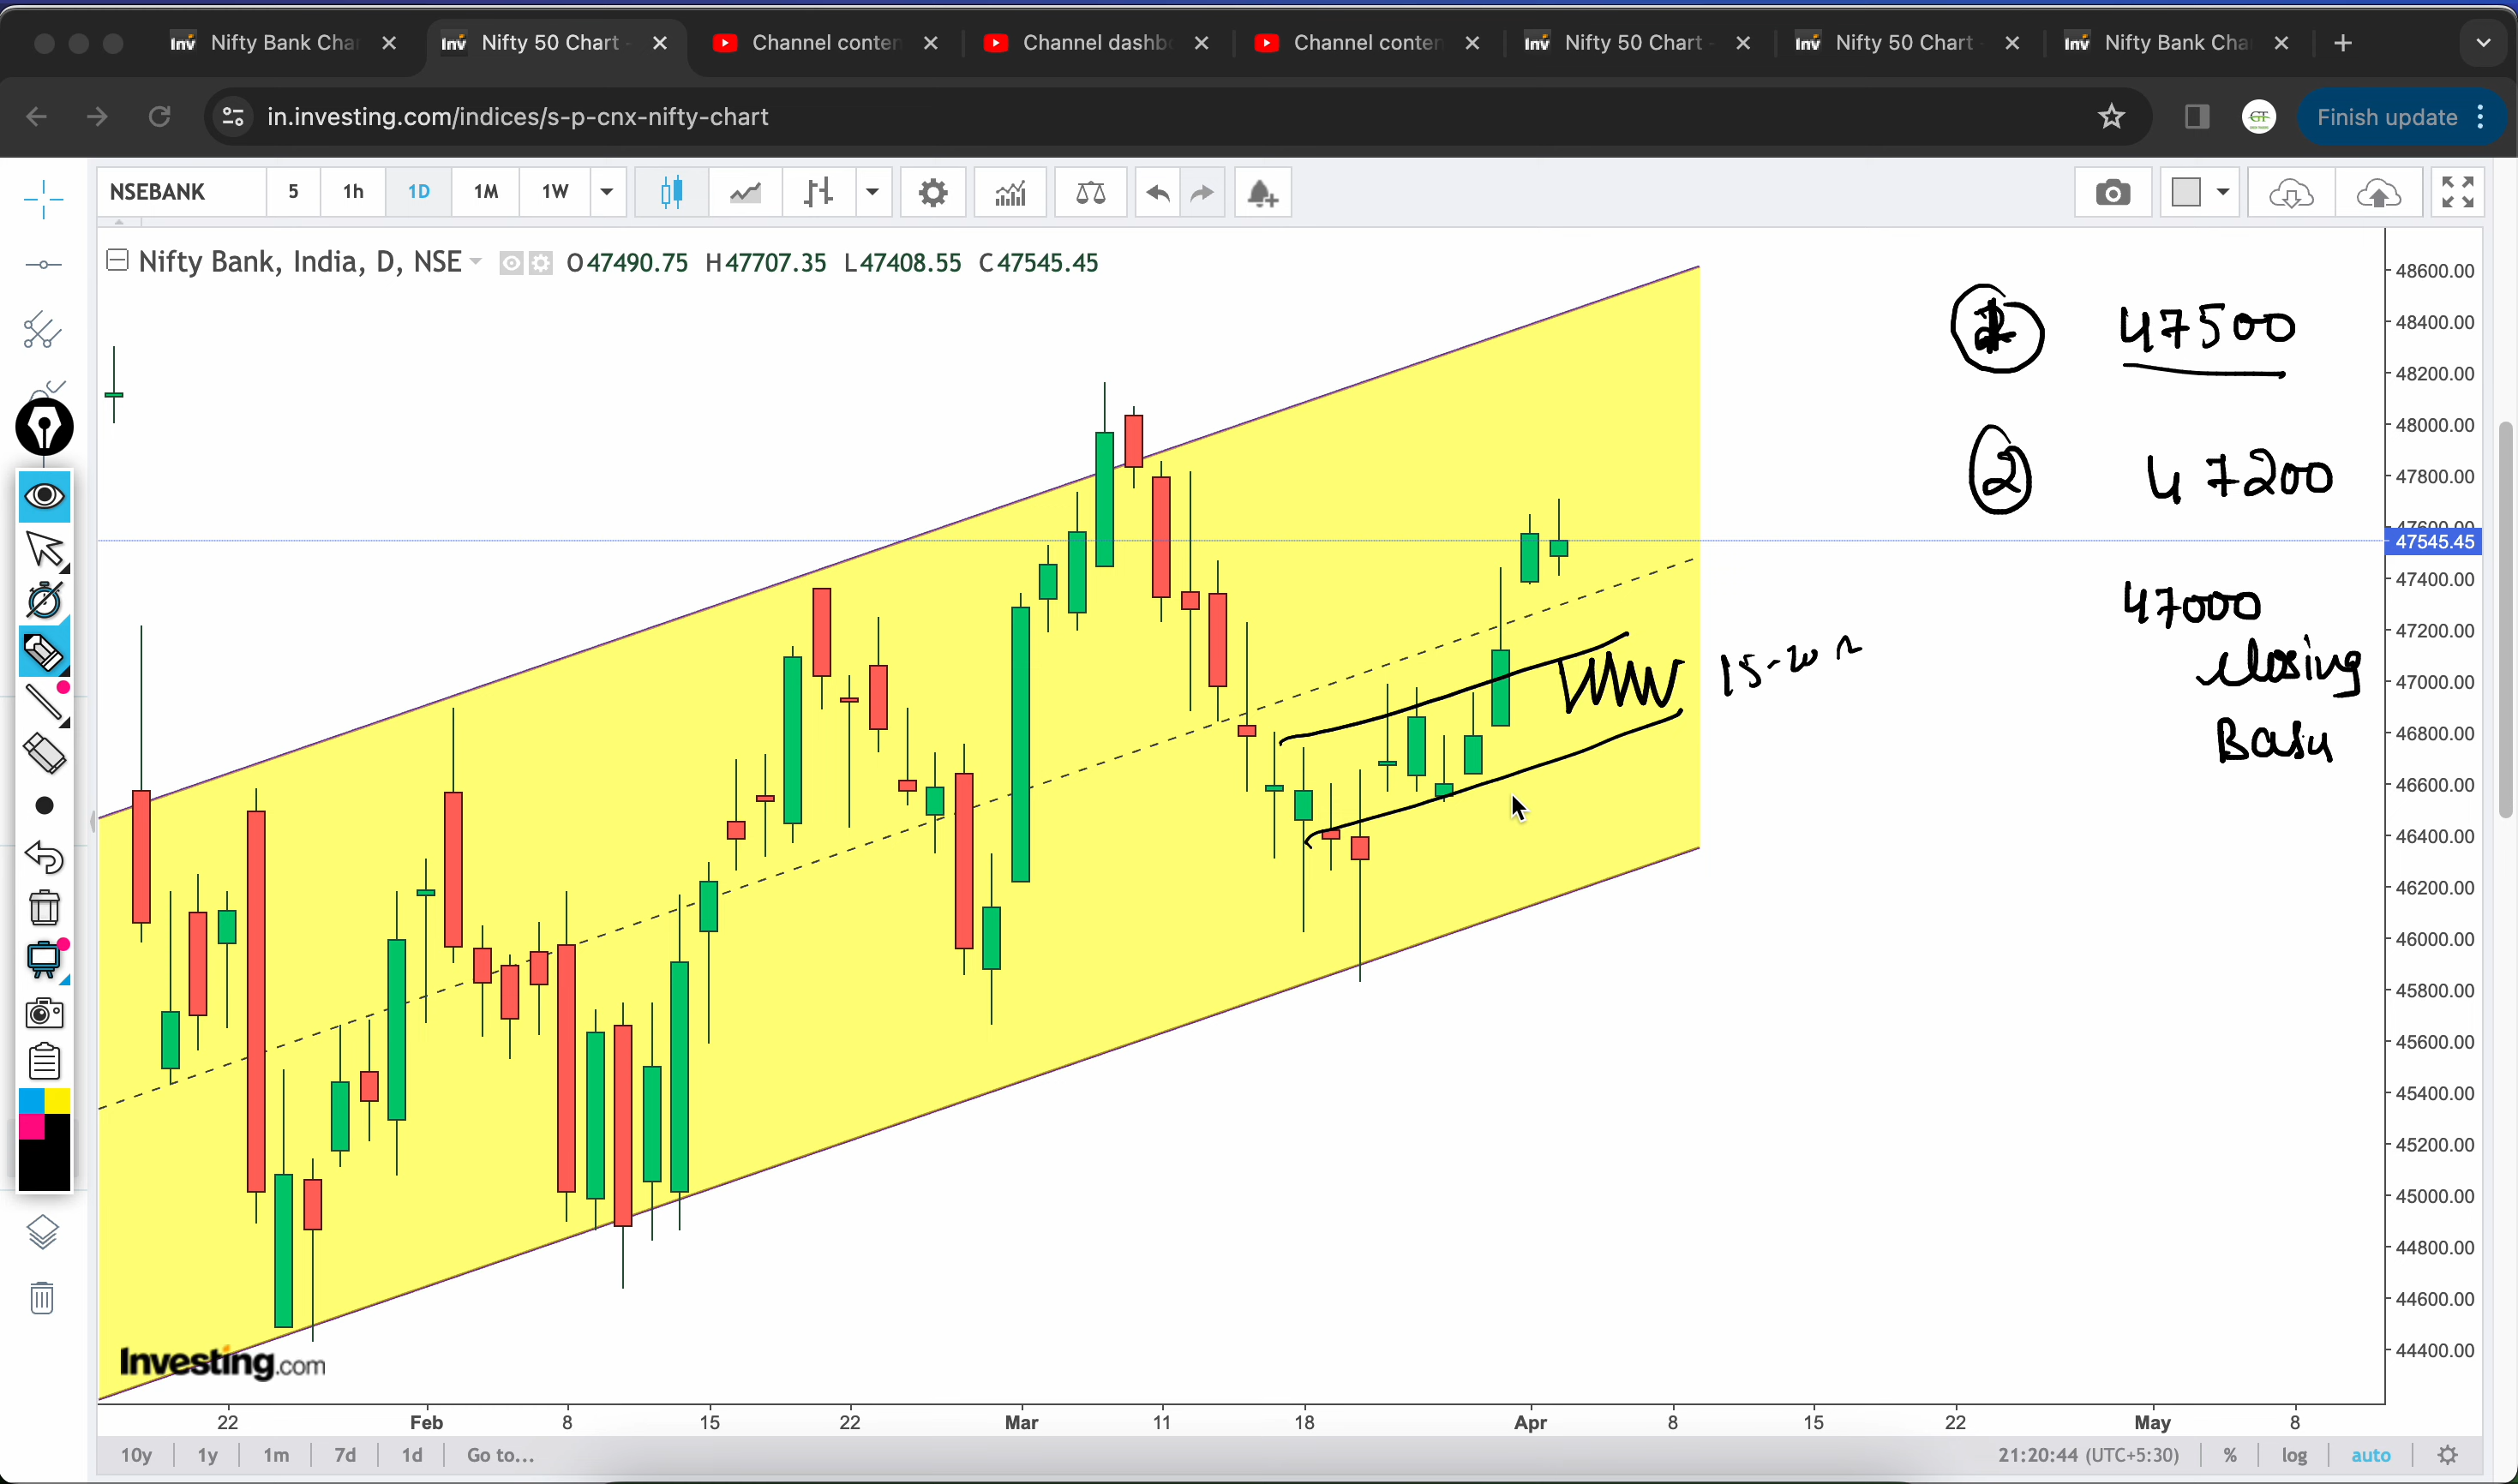 Nifty Bank Cha
Nifty 50 Chart -
Channel conten
Channel dashbo
Channel conten
Nifty 50 Chart -
Nifty 50 Chart
Nifty Bank Cha
in.investing.com/indices/s-p-cnx-nifty-chart
GT
Finish update
NSEBANK 5 1h 1D 1M 1W
Nifty Bank, India, D, NSE O47490.75 H47707.35 L47408.55 C47545.45
① 47500
② 47200
47000
closing
Basis
15-20
48600.00
48400.00
48200.00
48000.00
47800.00
47600.00
47545.45
47400.00
47200.00
47000.00
46800.00
46600.00
46400.00
46200.00
46000.00
45800.00
45600.00
45400.00
45200.00
45000.00
44800.00
44600.00
44400.00
Investing.com
22 Feb 8 15 22 Mar 11 18 Apr 8 15 22 May 8
10y 1y 1m 7d 1d Go to... 21:20:44 (UTC+5:30) % log auto